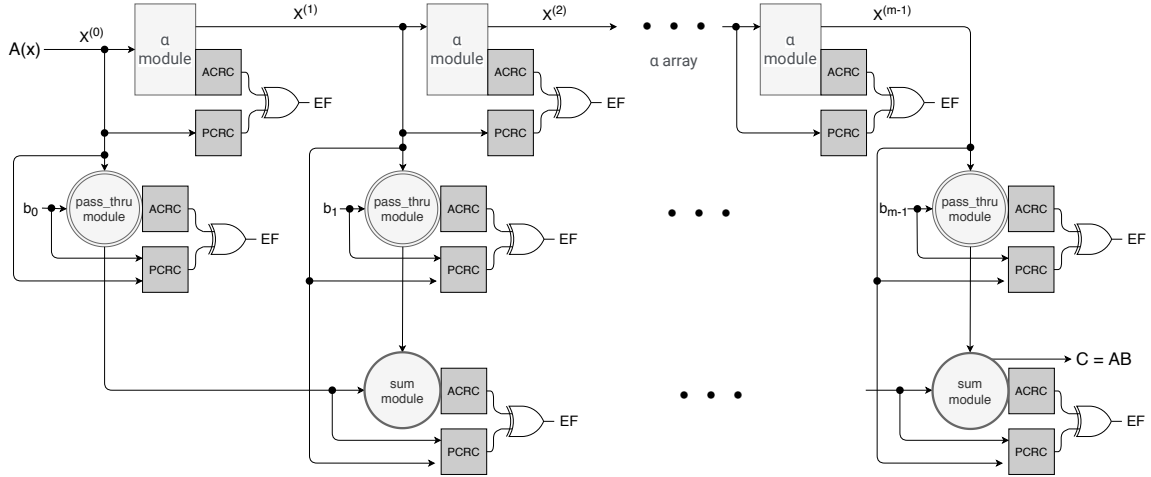 X(1)
X(2)
X(m-1)
X(0)
A(x)
α
module
α
module
α
module
α array
ACRC
EF
PCRC
ACRC
EF
PCRC
ACRC
EF
PCRC
b0
pass_thru
module
ACRC
EF
PCRC
b1
pass_thru
module
ACRC
EF
PCRC
bm-1
pass_thru
module
ACRC
EF
PCRC
sum
module
ACRC
EF
PCRC
C = AB
sum
module
ACRC
EF
PCRC